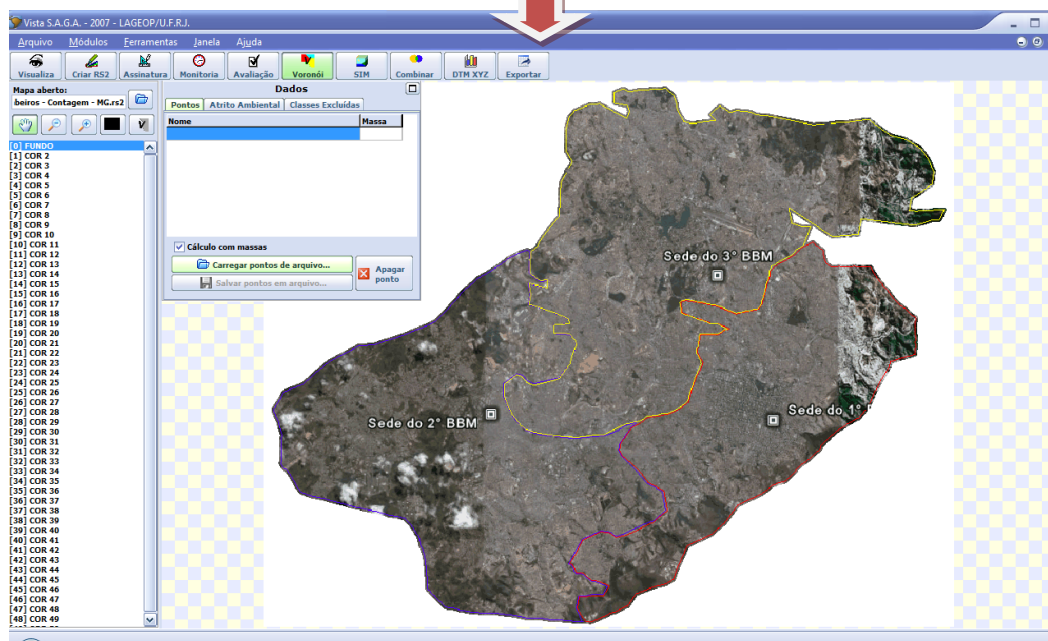 Vista S.A.G.A. - 2007 - LAGEOP/U.F.R.J.
Arquivo Módulos Ferramentas Janela Ajuda
Visualiza Criar RS2 Assinatura Monitoria Avaliação Voronói SIM Combinar DTM XYZ Exportar
Mapa aberto:
beiros - Contagem - MG.rs2
Dados
Pontos Atrito Ambiental Classes Excluídas
Nome Massa
Cálculo com massas
Carregar pontos de arquivo...
Salvar pontos em arquivo...
Apagar
ponto
[0] FUNDO
[1] COR 2
[2] COR 3
[3] COR 4
[4] COR 5
[5] COR 6
[6] COR 7
[7] COR 8
[8] COR 9
[9] COR 10
[10] COR 11
[11] COR 12
[12] COR 13
[13] COR 14
[14] COR 15
[15] COR 16
[16] COR 17
[17] COR 18
[18] COR 19
[19] COR 20
[20] COR 21
[21] COR 22
[22] COR 23
[23] COR 24
[24] COR 25
[25] COR 26
[26] COR 27
[27] COR 28
[28] COR 29
[29] COR 30
[30] COR 31
[31] COR 32
[32] COR 33
[33] COR 34
[34] COR 35
[35] COR 36
[36] COR 37
[37] COR 38
[38] COR 39
[39] COR 40
[40] COR 41
[41] COR 42
[42] COR 43
[43] COR 44
[44] COR 45
[45] COR 46
[46] COR 47
[47] COR 48
[48] COR 49
Sede do 3° BBM
Sede do 1°
Sede do 2° BBM